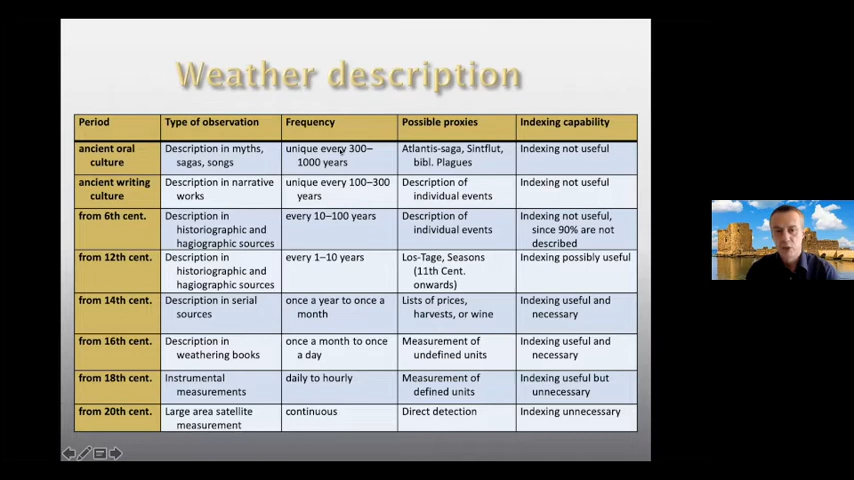 Weather description
Period Type of observation Frequency Possible proxies Indexing capability
ancient oral Description in myths, unique every 300– Atlantis-saga, Sintflut, Indexing not useful
culture sagas, songs 1000 years bibl. Plagues
ancient writing Description in narrative unique every 100–300 Description of Indexing not useful
culture works years individual events
from 6th cent. Description in every 10–100 years Description of Indexing not useful,
historiographic and individual events since 90% are not
hagiographic sources described
from 12th cent. Description in every 1–10 years Los-Tage, Seasons Indexing possibly useful
historiographic and (11th Cent.
hagiographic sources onwards)
from 14th cent. Description in serial once a year to once a Lists of prices, Indexing useful and
sources month harvests, or wine necessary
from 16th cent. Description in once a month to once Measurement of Indexing useful and
weathering books a day undefined units necessary
from 18th cent. Instrumental daily to hourly Measurement of Indexing useful but
measurements defined units unnecessary
from 20th cent. Large area satellite continuous Direct detection Indexing unnecessary
measurement